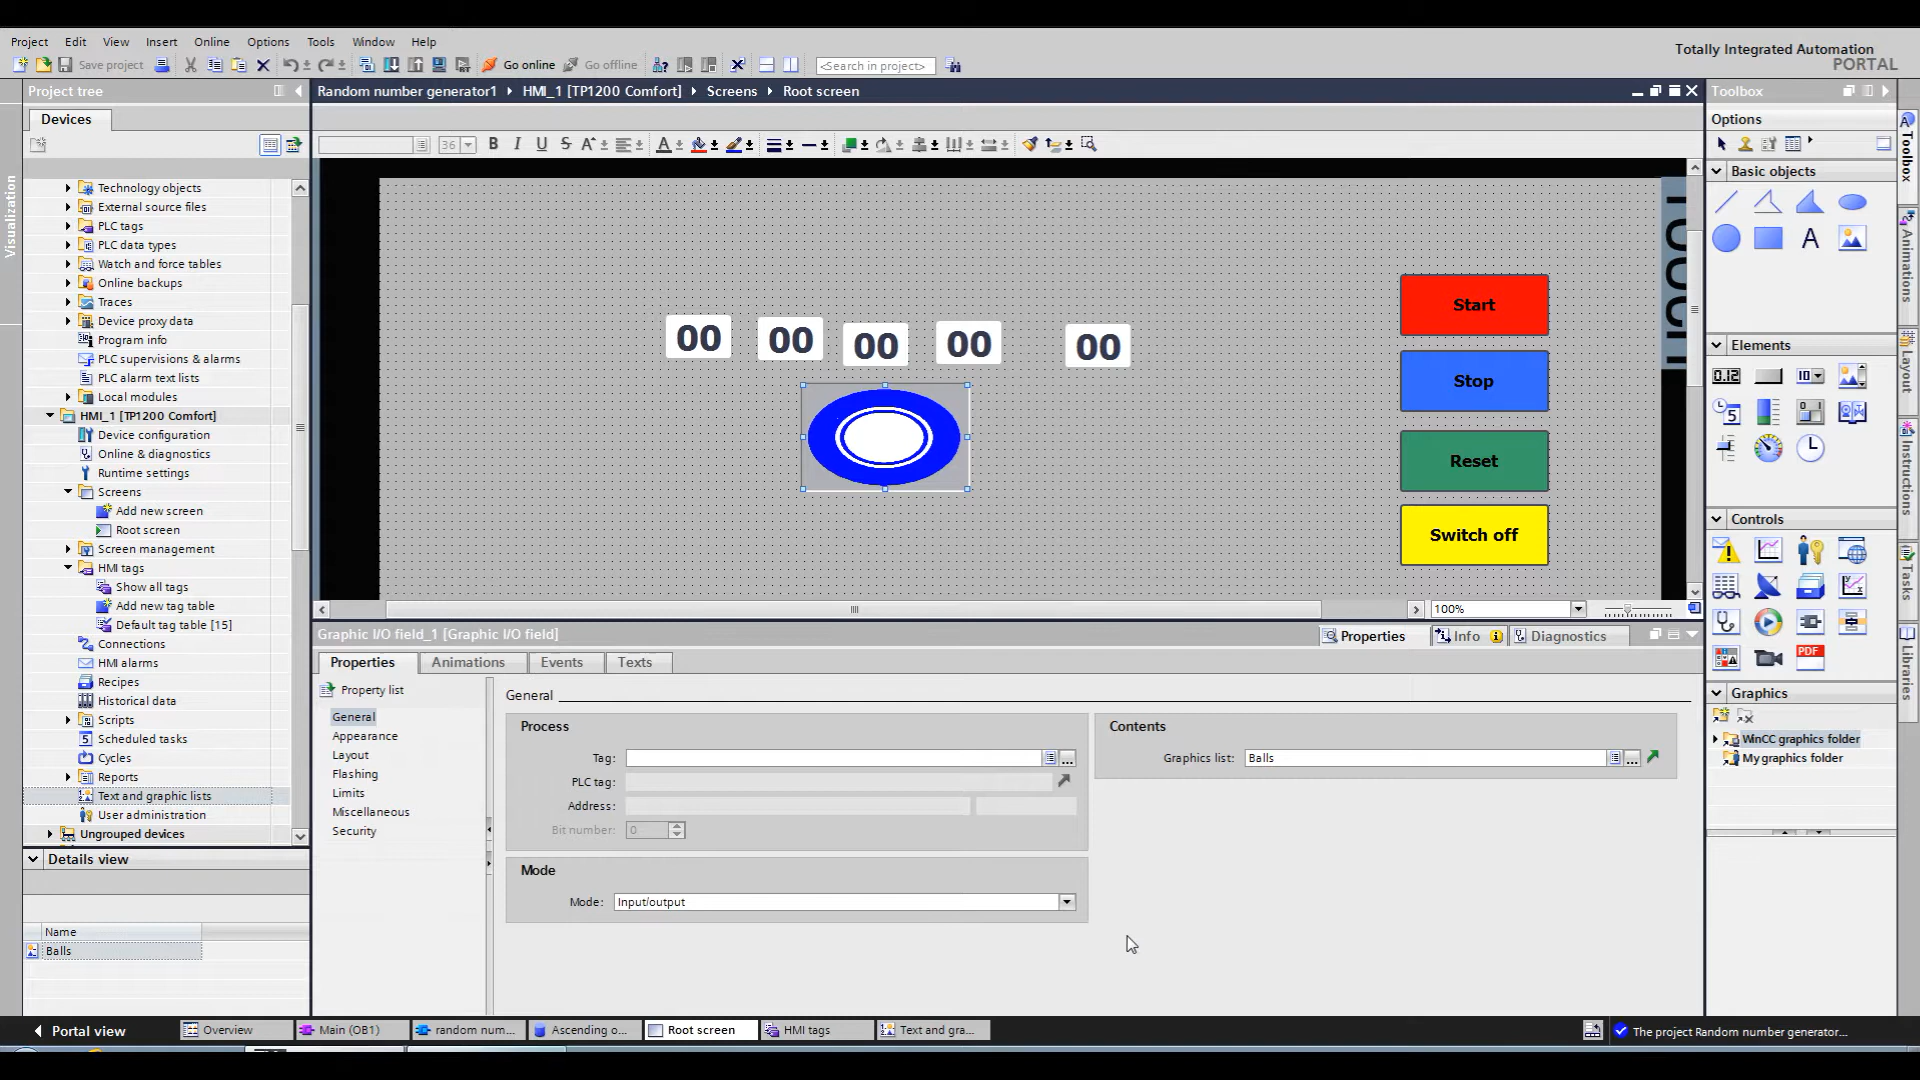 Project Edit View Insert Online Options Tools Window Help
Totally Integrated Automation
PORTAL
Save project Go online Go offline <Search in project>
Project tree
Random number generator1 HMI_1 [TP1200 Comfort] Screens Root screen
Toolbox
Devices
Options
36 B I U S A A
Visualization
Technology objects
External source files
PLC tags
PLC data types
Watch and force tables
Online backups
Traces
Device proxy data
Program info
PLC supervisions & alarms
PLC alarm text lists
Local modules
HMI_1 [TP1200 Comfort]
Device configuration
Online & diagnostics
Runtime settings
Screens
Add new screen
Root screen
Screen management
HMI tags
Show all tags
Add new tag table
Default tag table [15]
Connections
HMI alarms
Recipes
Historical data
Scripts
Scheduled tasks
Cycles
Reports
Text and graphic lists
User administration
Ungrouped devices
Details view
Name
Balls
00 00 00 00 00
Start
Stop
Reset
Switch off
TOUCH
100%
Graphic I/O field_1 [Graphic I/O field]
Properties Info Diagnostics
Properties Animations Events Texts
Property list
General
Appearance
Layout
Flashing
Limits
Miscellaneous
Security
General
Process
Tag:
PLC tag:
Address:
Bit number: 0
Mode
Mode: Input/output
Contents
Graphics list: Balls
Basic objects
A
Elements
0.12 10
5 0 1
Controls
PDF
Graphics
WinCC graphics folder
My graphics folder
Toolbox
Animations
Layout
Instructions
Tasks
Libraries
Portal view Overview Main (OB1) random num... Ascending o... Root screen HMI tags Text and gra... The project Random number generator...